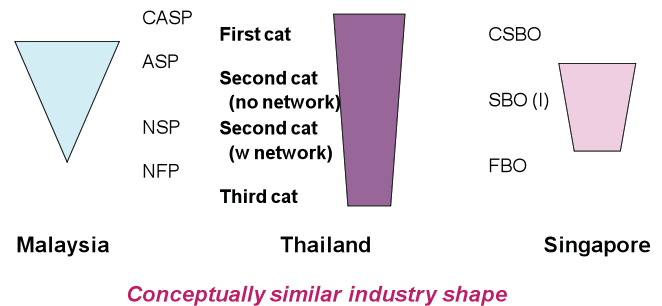 CASP
ASP
NSP
NFP
Malaysia
First cat
Second cat
(no network)
Second cat
(w network)
Third cat
Thailand
CSBO
SBO (I)
FBO
Singapore
Conceptually similar industry shape